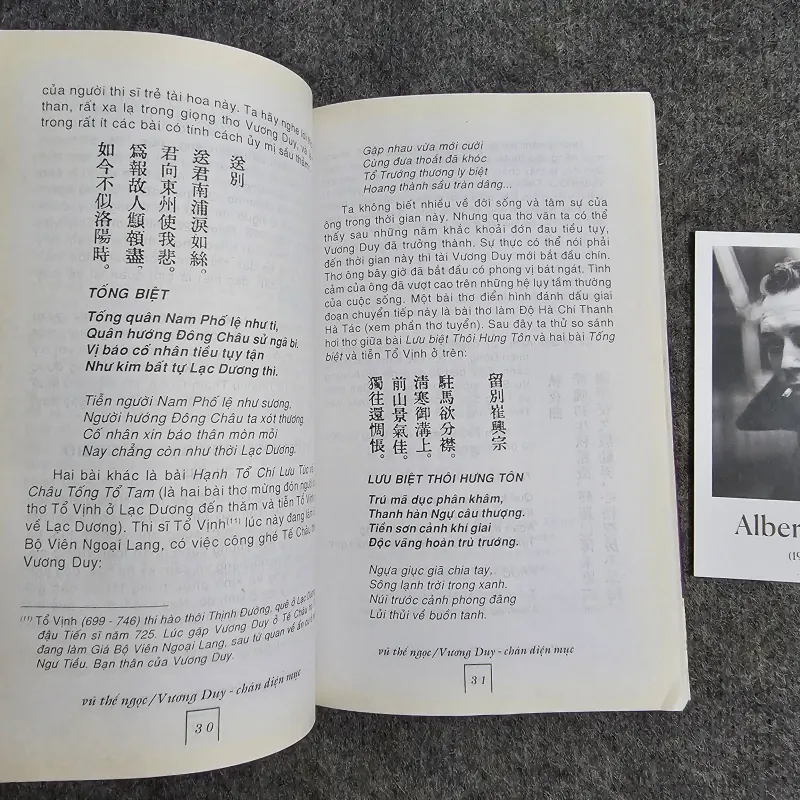 của người thi sĩ trẻ tài hoa này. Ta hãy nghe lời
than, rất xa lạ trong giọng thơ Vương Duy, và
trong rất ít các bài có tính cách ủy mị sầu thảm
送別
送君南浦淚如絲。
君向東州使我悲。
爲報故人顦顇盡。
如今不似洛陽時。
TỐNG BIỆT
Tống quân Nam Phố lệ như ti,
Quân hướng Đông Châu sử ngã bi.
Vị báo cố nhân tiều tụy tận
Như kim bất tự Lạc Dương thì.
Tiễn người Nam Phố lệ như sương,
Người hướng Đông Châu ta xót thương.
Cố nhân xin báo thân mòn mỏi
Nay chẳng còn như thời Lạc Dương.
Hai bài khác là bài Hạnh Tổ Chi Lưu Túc
Châu Tống Tổ Tam (là hai bài thơ mừng đón người
thơ Tổ Vịnh ở Lạc Dương đến thăm và tiễn Tổ Vịnh
về Lạc Dương). Thi sĩ Tổ Vịnh(11) lúc này đang làm
Bộ Viên Ngoại Lang, có việc công ghé Tế Châu
Vương Duy:
(11) Tổ Vịnh (699 - 746) thi hào thời Thịnh Đường, quê ở Lạc Dương
đậu Tiến sĩ năm 725. Lúc gặp Vương Duy ở Tế Châu
đang làm Giá Bộ Viên Ngoại Lang, sau từ quan về ẩn cư
Ngư Tiều. Bạn thân của Vương Duy.
vũ thế ngọc/Vương Duy - chân diện mục
30
Gặp nhau vừa mới cười
Cùng đưa thoắt đã khóc
Tổ Trướng thương ly biệt
Hoang thành sầu tràn dâng...
Ta không biết nhiều về đời sống và tâm sự của
ông trong thời gian này. Nhưng qua thơ văn ta có thể
thấy sau những năm khắc khoải đớn đau tiều tụy,
Vương Duy đã trưởng thành. Sự thực có thể nói phải
đến thời gian này thi tài Vương Duy mới bắt đầu chín.
Thơ ông bây giờ đã bắt đầu có phong vị bát ngát. Tình
cảm của ông đã vượt cao trên những hệ lụy tầm thường
của cuộc sống. Một bài thơ điển hình đánh dấu giai
đoạn chuyển tiếp này là bài thơ làm Độ Hà Chí Thanh
Hà Tác (xem phần thơ tuyển). Sau đây ta thử so sánh
hơi thơ giữa bài Lưu biệt Thôi Hưng Tôn và hai bài Tống
biệt và tiễn Tổ Vịnh ở trên:
留別崔興宗
駐馬欲分襟。
清寒御溝上。
前山景氣佳。
獨往還惆悵。
LƯU BIỆT THÔI HƯNG TÔN
Trú mã dục phân khâm,
Thanh hàn Ngự câu thượng.
Tiền sơn cảnh khí giai
Độc vãng hoàn trù trướng.
Ngựa giục giã chia tay,
Sông lạnh trời trong xanh.
Núi trước cảnh phong đăng
Lủi thủi về buồn tanh.
vũ thế ngọc/Vương Duy - chân diện mục
31
Alber
(19